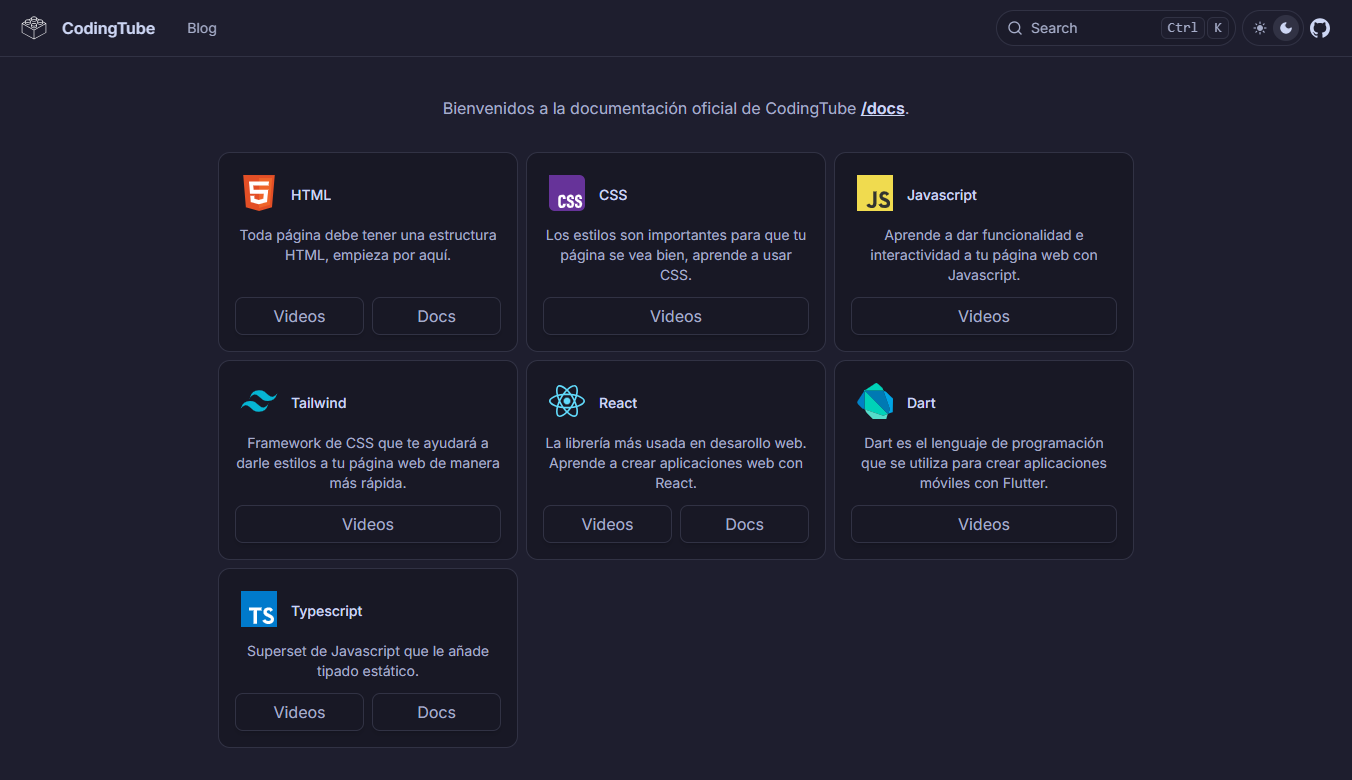 CodingTube Blog Search Ctrl K
Bienvenidos a la documentación oficial de CodingTube /docs.
HTML
Toda página debe tener una estructura
HTML, empieza por aquí.
Videos Docs
CSS
CSS
Los estilos son importantes para que tu
página se vea bien, aprende a usar
CSS.
Videos
JS
Javascript
Aprende a dar funcionalidad e
interactividad a tu página web con
Javascript.
Videos
Tailwind
Framework de CSS que te ayudará a
darle estilos a tu página web de manera
más rápida.
Videos
React
La librería más usada en desarollo web.
Aprende a crear aplicaciones web con
React.
Videos Docs
Dart
Dart es el lenguaje de programación
que se utiliza para crear aplicaciones
móviles con Flutter.
Videos
TS
Typescript
Superset de Javascript que le añade
tipado estático.
Videos Docs